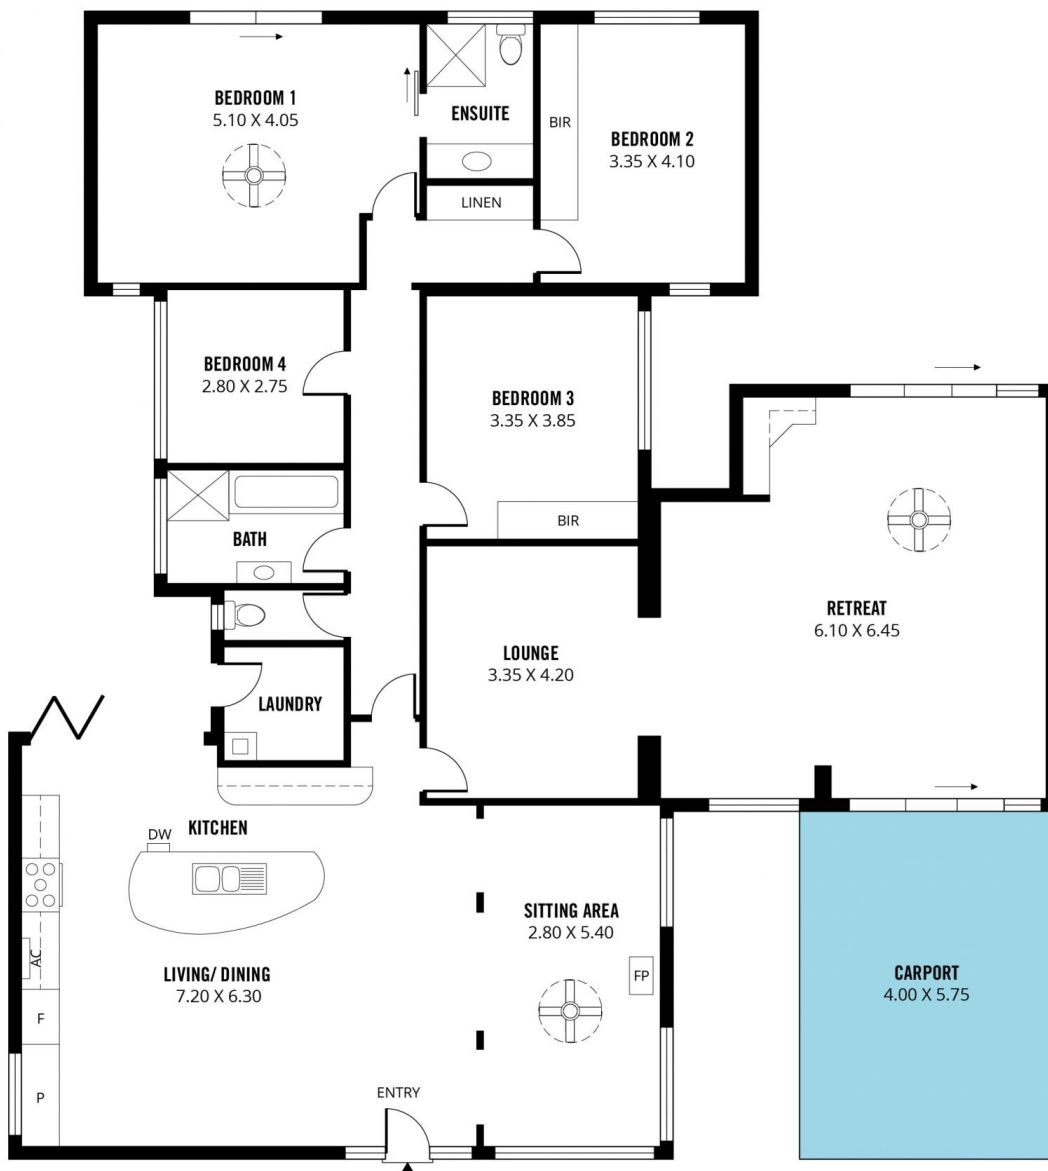 BEDROOM 1
5.10 X 4.05
ENSUITE
BIR
BEDROOM 2
3.35 X 4.10
LINEN
BEDROOM 4
2.80 X 2.75
BEDROOM 3
3.35 X 3.85
BIR
BATH
RETREAT
6.10 X 6.45
LOUNGE
3.35 X 4.20
LAUNDRY
KITCHEN
DW
SITTING AREA
2.80 X 5.40
AC
LIVING/ DINING
7.20 X 6.30
FP
CARPORT
4.00 X 5.75
F
P
ENTRY